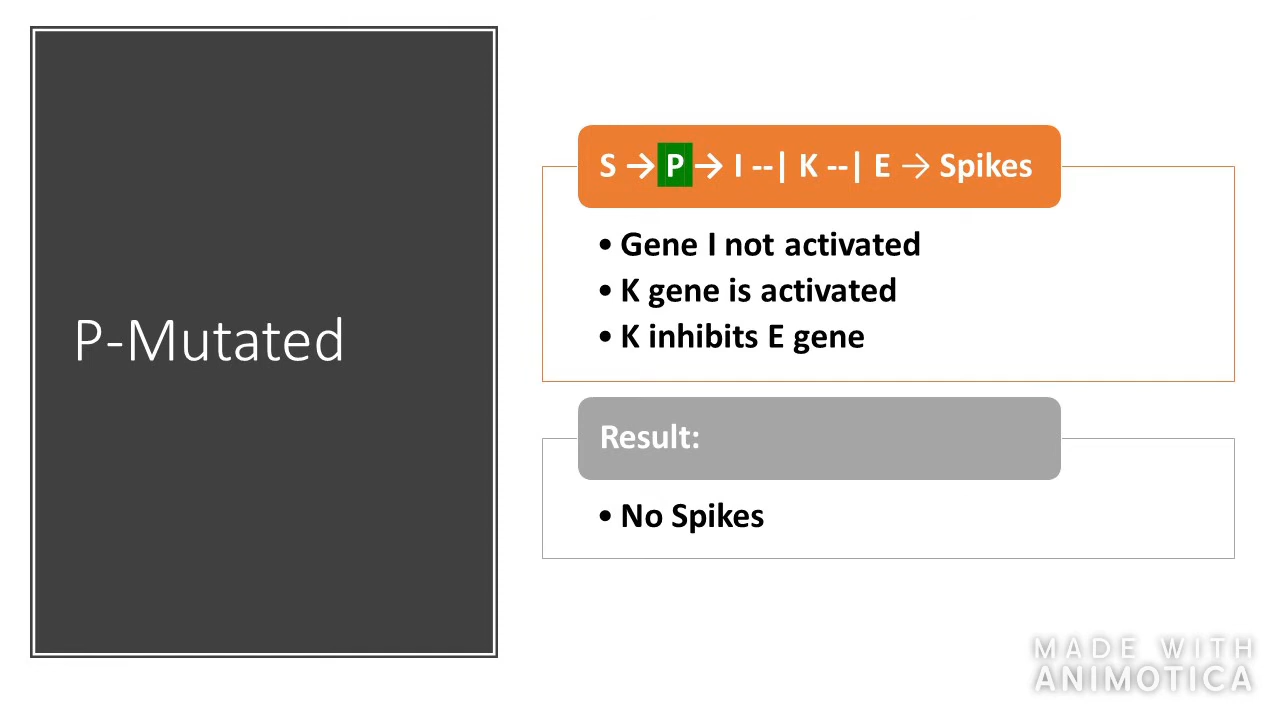 P-Mutated
S → P → I --| K --| E → Spikes
• Gene I not activated
• K gene is activated
• K inhibits E gene
Result:
• No Spikes
MADE WITH
ANIMOTICA